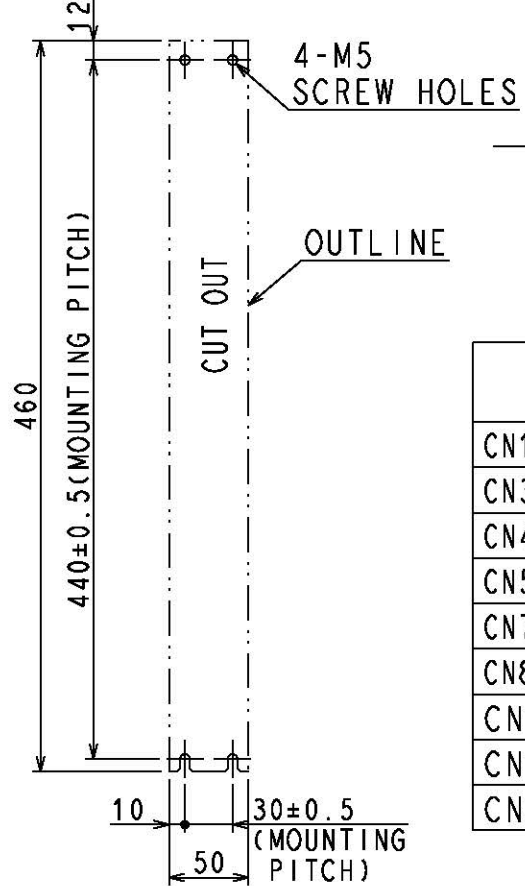 12
4-M5
SCREW HOLES
OUTLINE
CUT OUT
440±0.5(MOUNTING PITCH)
460
10
30±0.5
(MOUNTING
PITCH)
50
CN1
CN3
CN4
CN5
CN7
CN8
CN
CN
CN